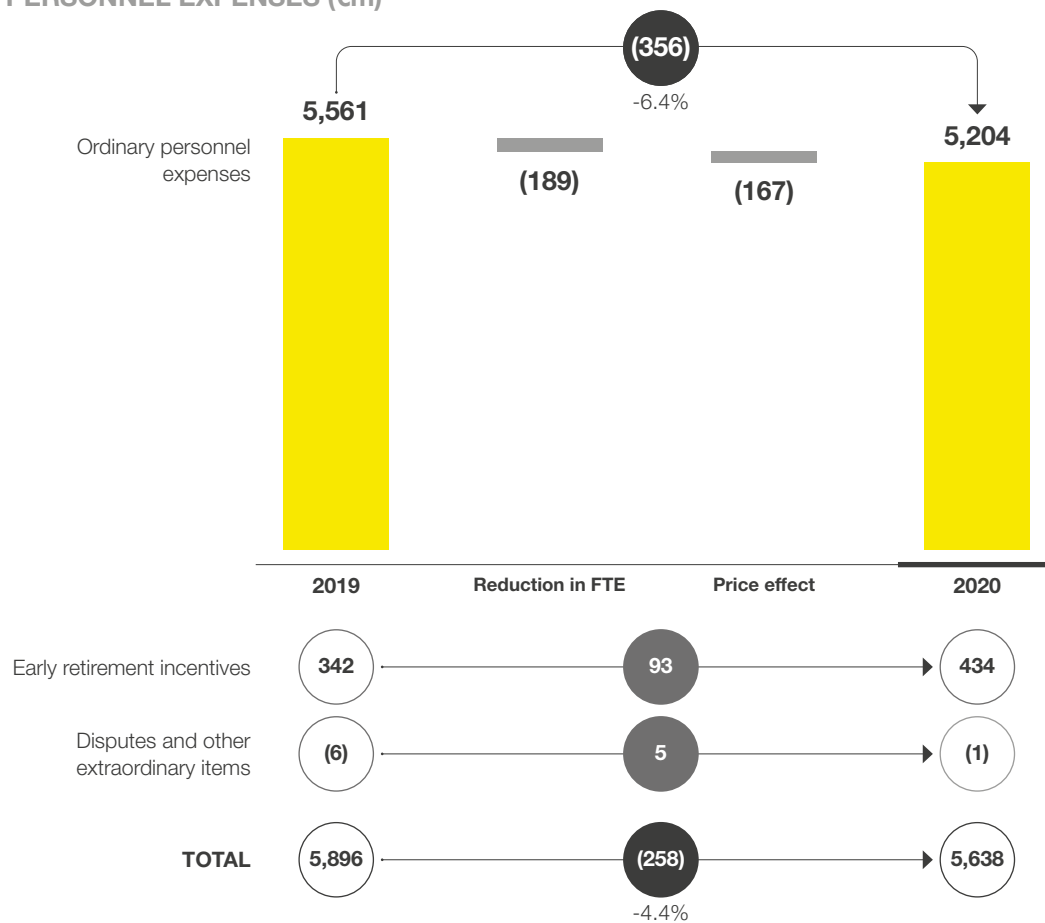 PERSONNEL EXPENSES (€m)
(356)
-6.4%
5,561
5,204
Ordinary personnel
expenses
(189)
(167)
2019
Reduction in FTE
Price effect
2020
Early retirement incentives
342
93
434
Disputes and other
extraordinary items
(6)
5
(1)
TOTAL
5,896
(258)
5,638
-4.4%